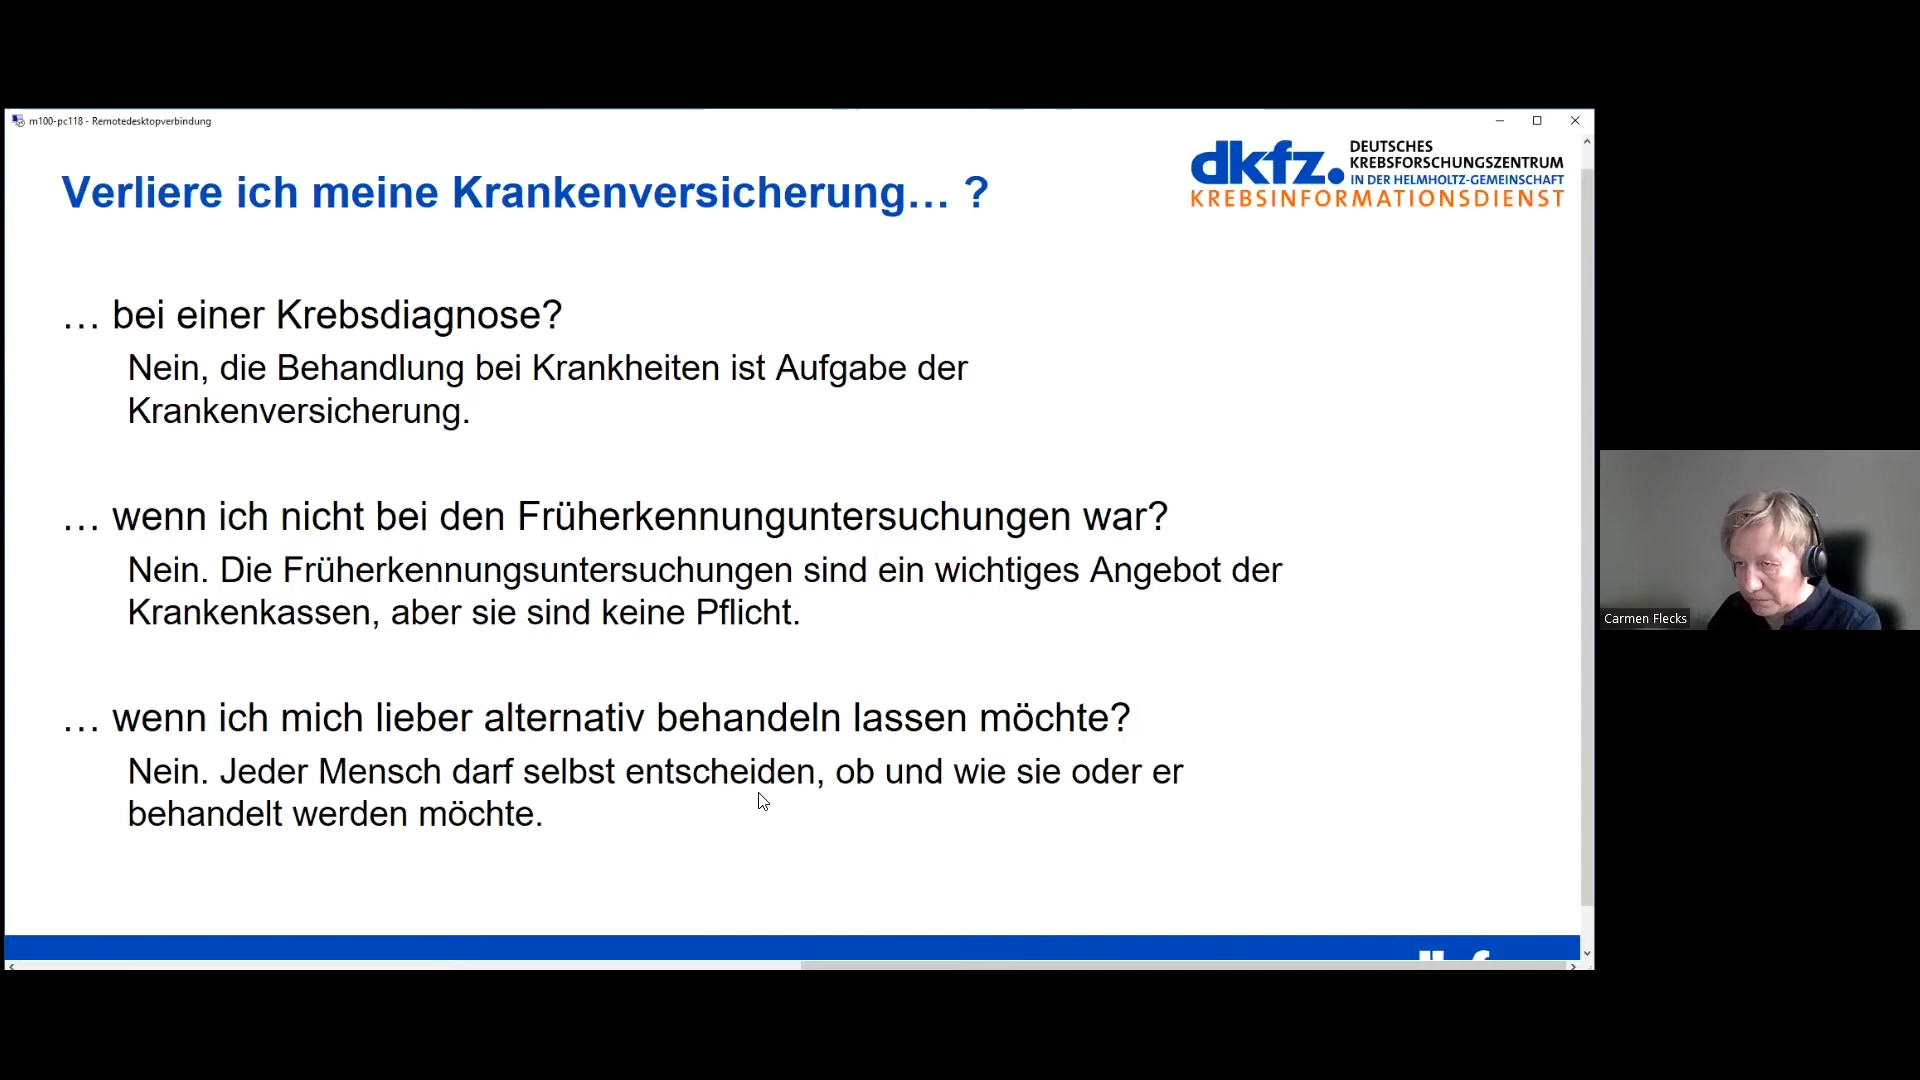 m100-pc118 - Remotedesktopverbindung
Verliere ich meine Krankenversicherung… ?
dkfz.
DEUTSCHES
KREBSFORSCHUNGSZENTRUM
IN DER HELMHOLTZ-GEMEINSCHAFT
KREBSINFORMATIONSDIENST
… bei einer Krebsdiagnose?
Nein, die Behandlung bei Krankheiten ist Aufgabe der
Krankenversicherung.
… wenn ich nicht bei den Früherkennunguntersuchungen war?
Nein. Die Früherkennungsuntersuchungen sind ein wichtiges Angebot der
Krankenkassen, aber sie sind keine Pflicht.
… wenn ich mich lieber alternativ behandeln lassen möchte?
Nein. Jeder Mensch darf selbst entscheiden, ob und wie sie oder er
behandelt werden möchte.
Carmen Flecks